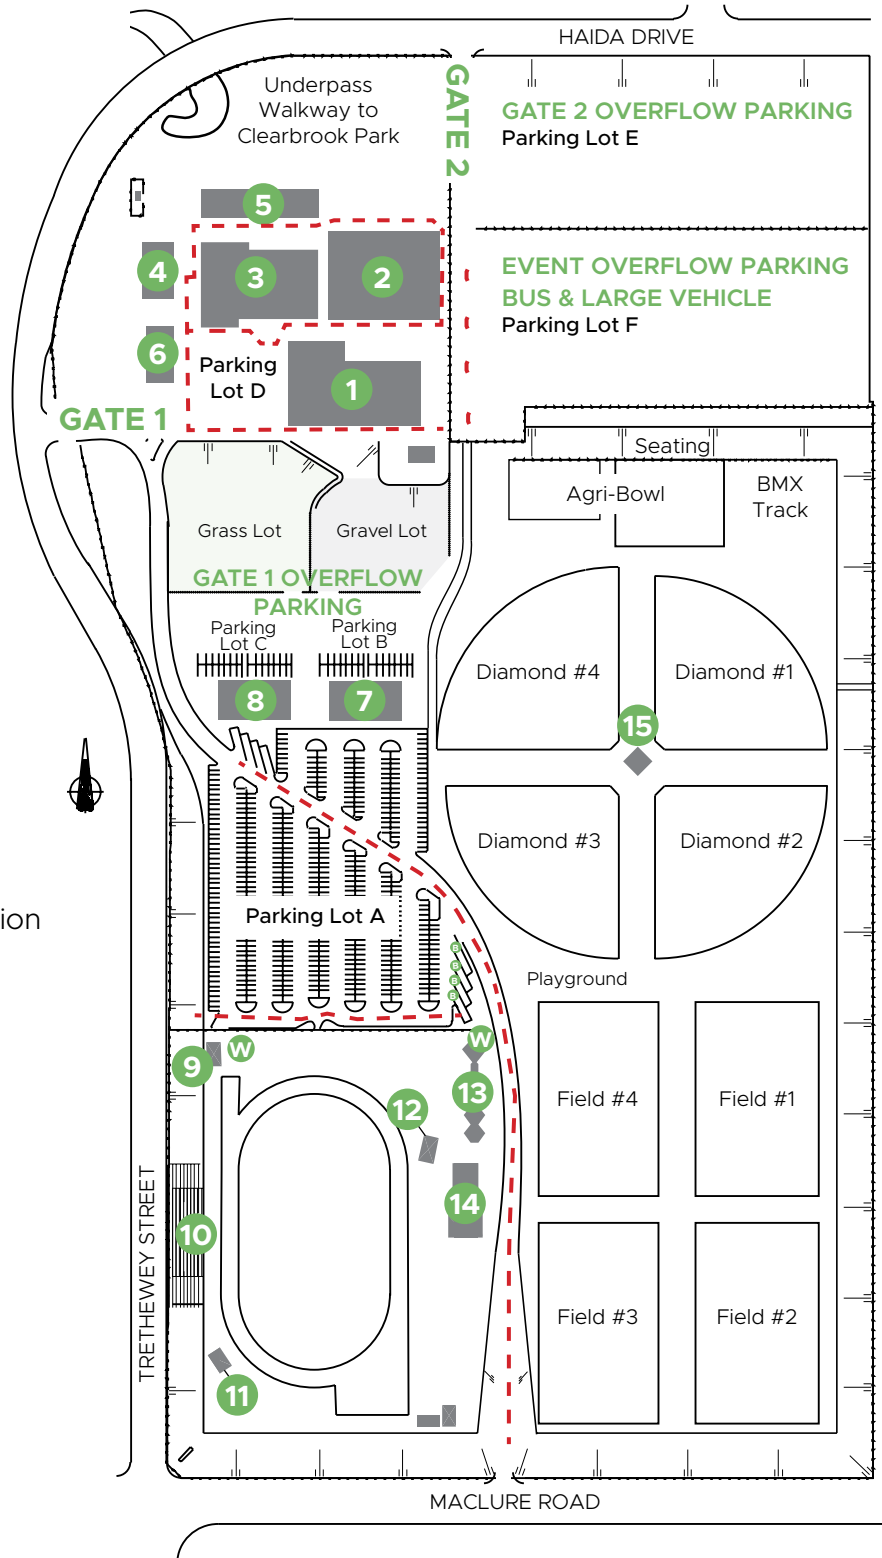 HAIDA DRIVE
Underpass
Walkway to
Clearbrook Park
GATE 2
GATE 2 OVERFLOW PARKING
Parking Lot E
5
4
3
2
EVENT OVERFLOW PARKING
BUS & LARGE VEHICLE
Parking Lot F
6
Parking
Lot D
1
GATE 1
Seating
Agri-Bowl
BMX
Track
Grass Lot
Gravel Lot
GATE 1 OVERFLOW
PARKING
Parking
Lot C
Parking
Lot B
8
7
Diamond #4
Diamond #1
15
Diamond #3
Diamond #2
Parking Lot A
ion
B
B
B
B
Playground
W
W
9
12
13
Field #4
Field #1
14
10
TRETHEWEY STREET
Field #3
Field #2
11
MACLURE ROAD